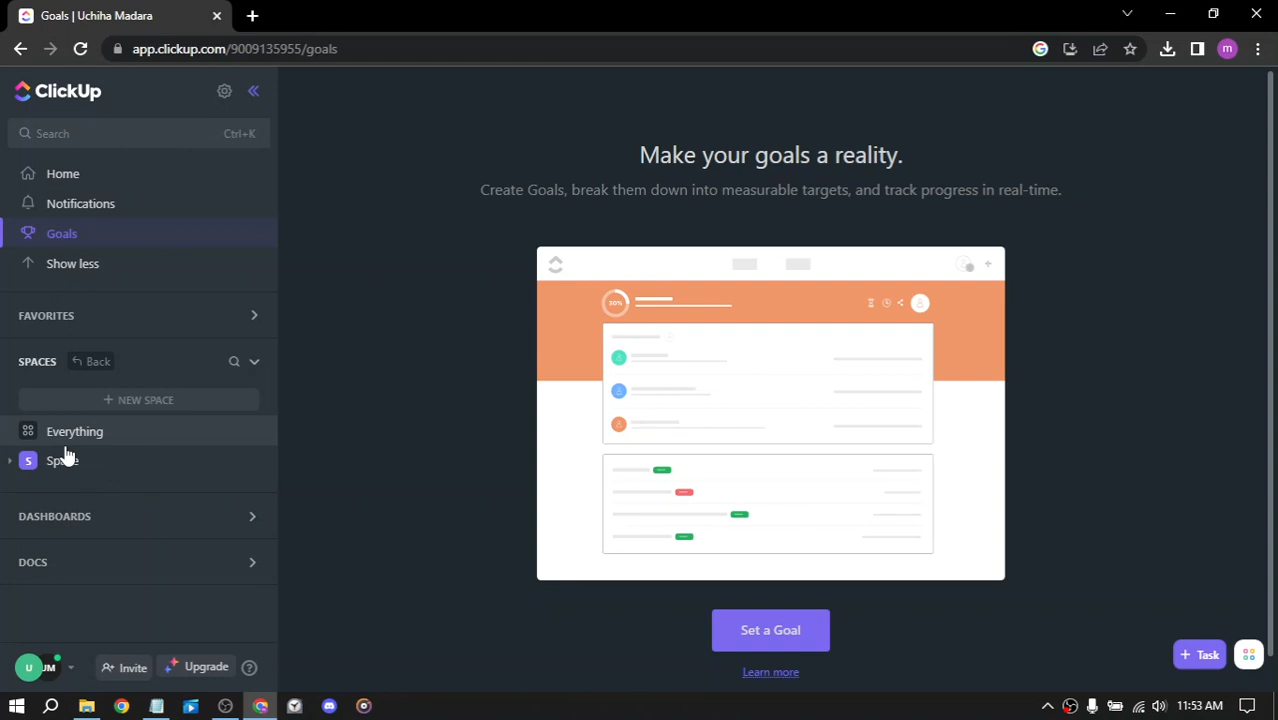 Goals | Uchiha Madara
app.clickup.com/9009135955/goals
m
ClickUp
Search Ctrl+K
Home
Notifications
Goals
Show less
FAVORITES
SPACES Back
+ NEW SPACE
Everything
S
DASHBOARDS
DOCS
U UM Invite Upgrade ?
Make your goals a reality.
Create Goals, break them down into measurable targets, and track progress in real-time.
30%
Set a Goal
Learn more
+ Task
11:53 AM